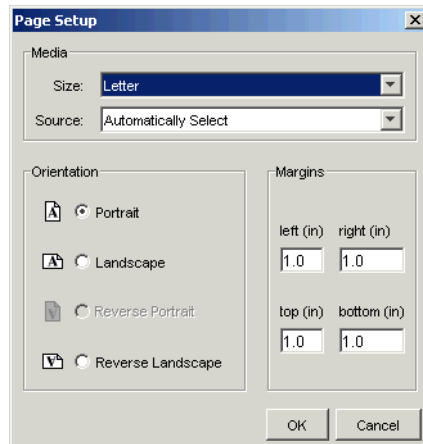 Page Setup
Media
Size: Letter
Source: Automatically Select
Orientation
A Portrait
A Landscape
A Reverse Portrait
A Reverse Landscape
Margins
left (in) right (in)
1.0 1.0
top (in) bottom (in)
1.0 1.0
OK Cancel